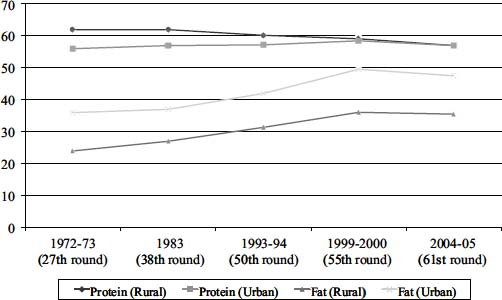 70
60
50
40
30
20
10
0
1972-73 1983 1993-94 1999-2000 2004-05
(27th round) (38th round) (50th round) (55th round) (61st round)
Protein (Rural) Protein (Urban) Fat (Rural) Fat (Urban)